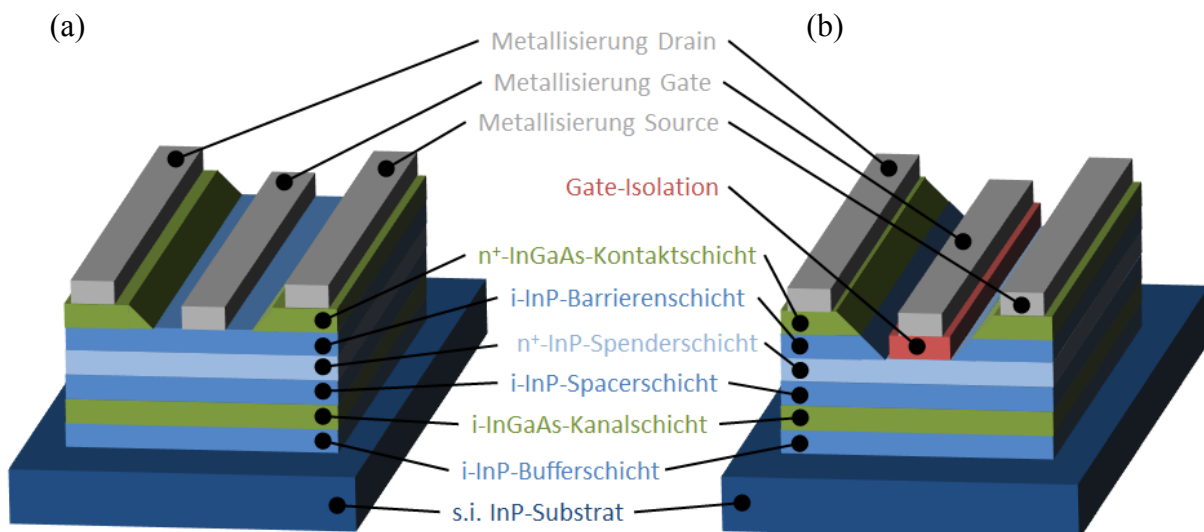 (a)
(b)
Metallisierung Drain
Metallisierung Gate
Metallisierung Source
Gate-Isolation
n⁺-InGaAs-Kontaktschicht
i-InP-Barrierenschicht
n⁺-InP-Spenderschicht
i-InP-Spacerschicht
i-InGaAs-Kanalschicht
i-InP-Bufferschicht
s.i. InP-Substrat